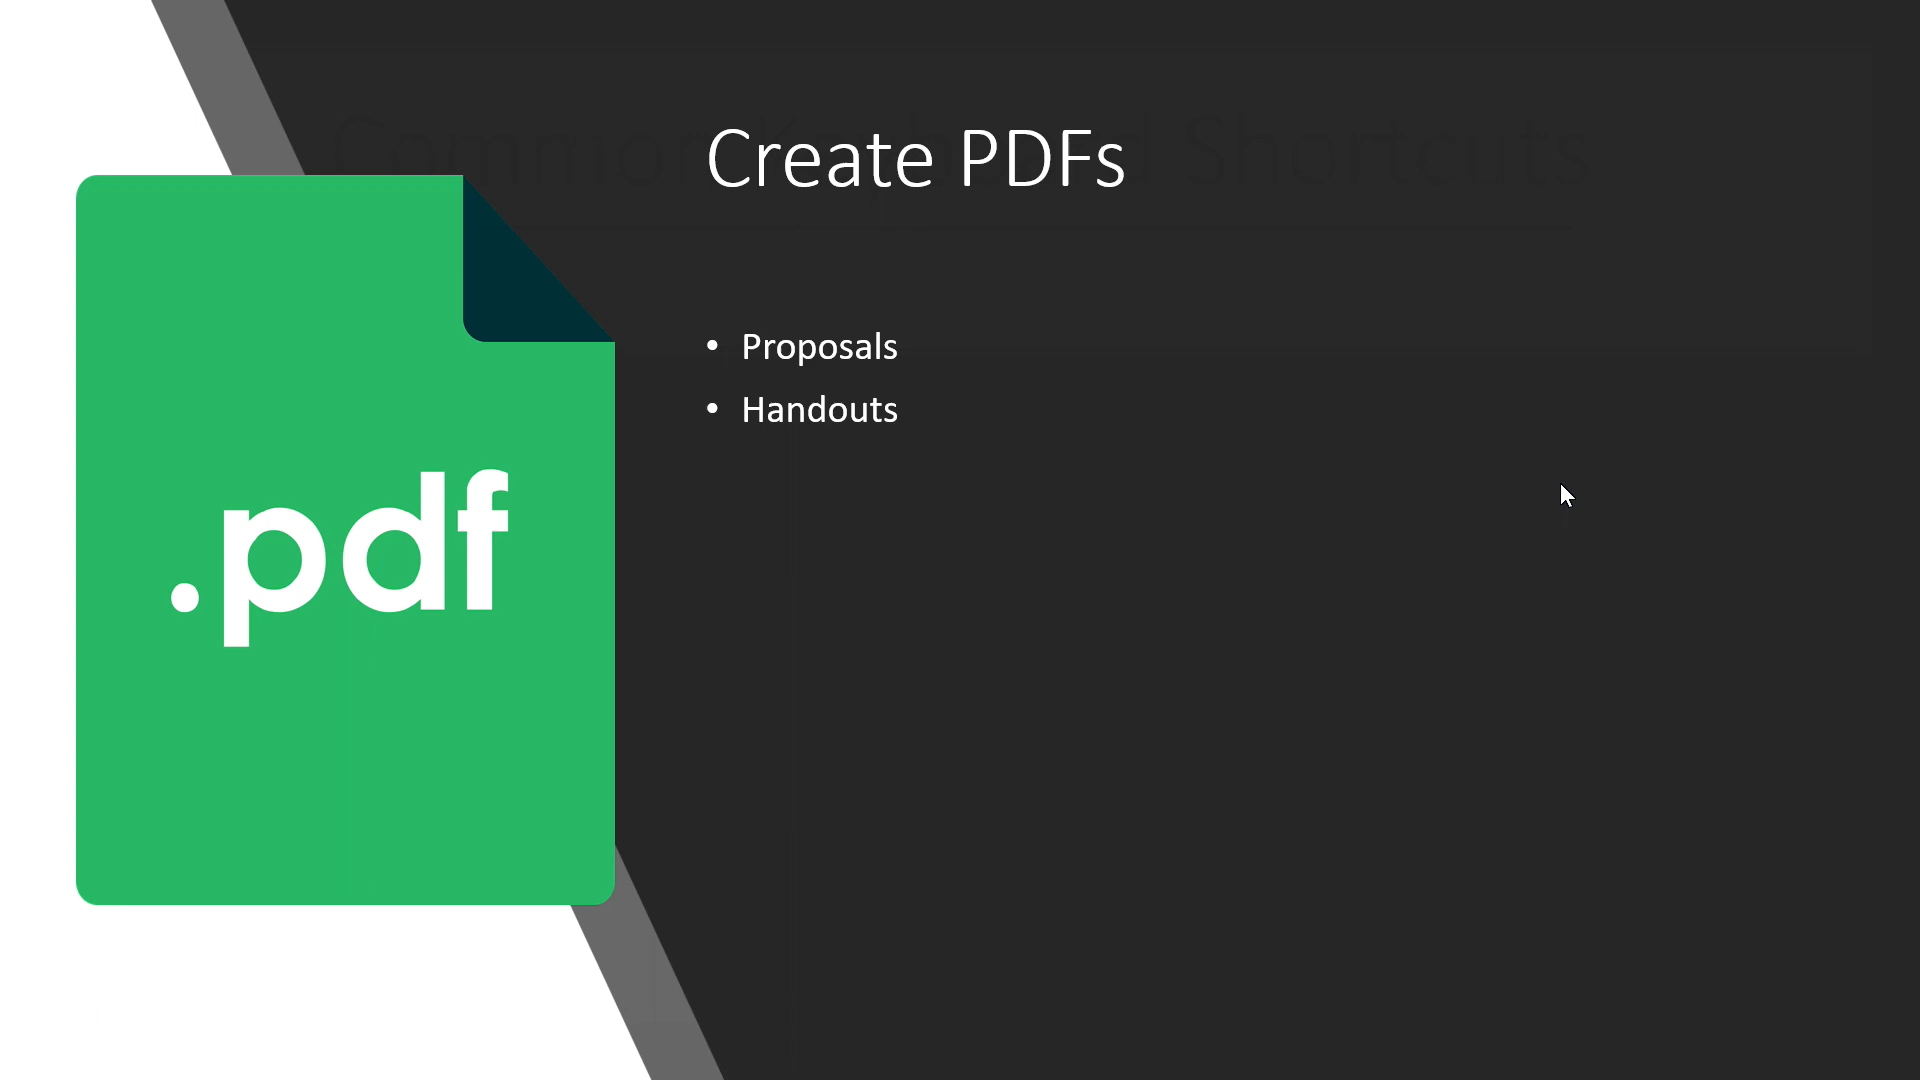 Create PDFs
• Proposals
• Handouts
.pdf